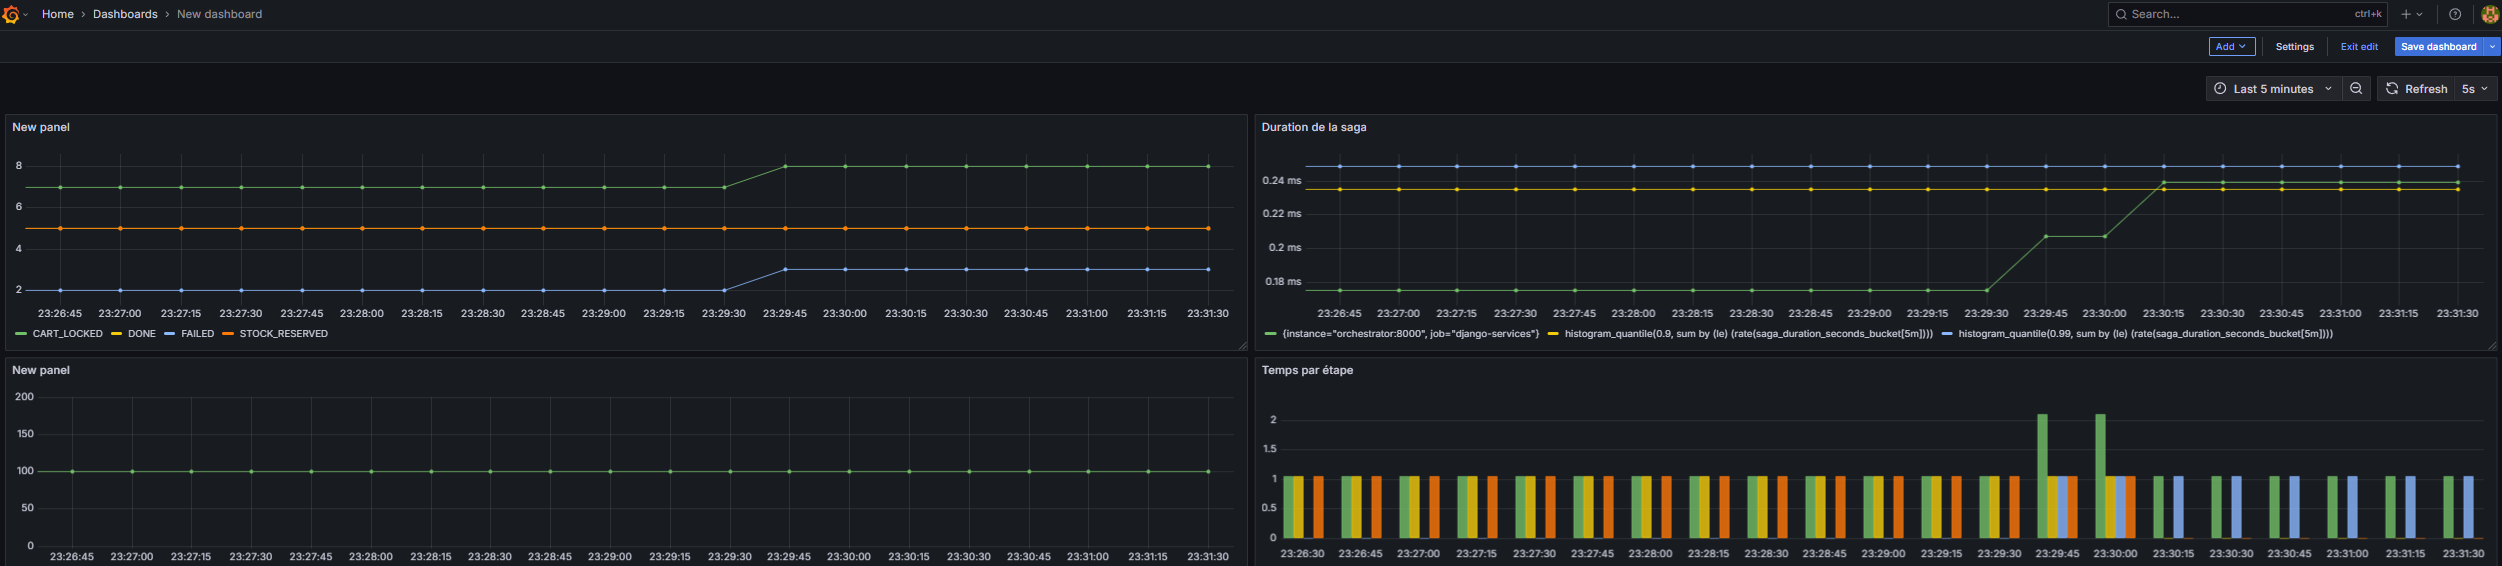 Home › Dashboards › New dashboard
Search... ctrl+k
Add Settings Exit edit Save dashboard
Last 5 minutes Refresh 5s
New panel
8
6
4
2
23:26:45 23:27:00 23:27:15 23:27:30 23:27:45 23:28:00 23:28:15 23:28:30 23:28:45 23:29:00 23:29:15 23:29:30 23:29:45 23:30:00 23:30:15 23:30:30 23:30:45 23:31:00 23:31:15 23:31:30
CART_LOCKED DONE FAILED STOCK_RESERVED
Duration de la saga
0.24 ms
0.22 ms
0.2 ms
0.18 ms
23:26:45 23:27:00 23:27:15 23:27:30 23:27:45 23:28:00 23:28:15 23:28:30 23:28:45 23:29:00 23:29:15 23:29:30 23:29:45 23:30:00 23:30:15 23:30:30 23:30:45 23:31:00 23:31:15 23:31:30
{instance="orchestrator:8000", job="django-services"} histogram_quantile(0.9, sum by (le) (rate(saga_duration_seconds_bucket[5m]))) histogram_quantile(0.99, sum by (le) (rate(saga_duration_seconds_bucket[5m])))
New panel
200
150
100
50
0
23:26:45 23:27:00 23:27:15 23:27:30 23:27:45 23:28:00 23:28:15 23:28:30 23:28:45 23:29:00 23:29:15 23:29:30 23:29:45 23:30:00 23:30:15 23:30:30 23:30:45 23:31:00 23:31:15 23:31:30
Temps par étape
2
1.5
1
0.5
0
23:26:30 23:26:45 23:27:00 23:27:15 23:27:30 23:27:45 23:28:00 23:28:15 23:28:30 23:28:45 23:29:00 23:29:15 23:29:30 23:29:45 23:30:00 23:30:15 23:30:30 23:30:45 23:31:00 23:31:15 23:31:30